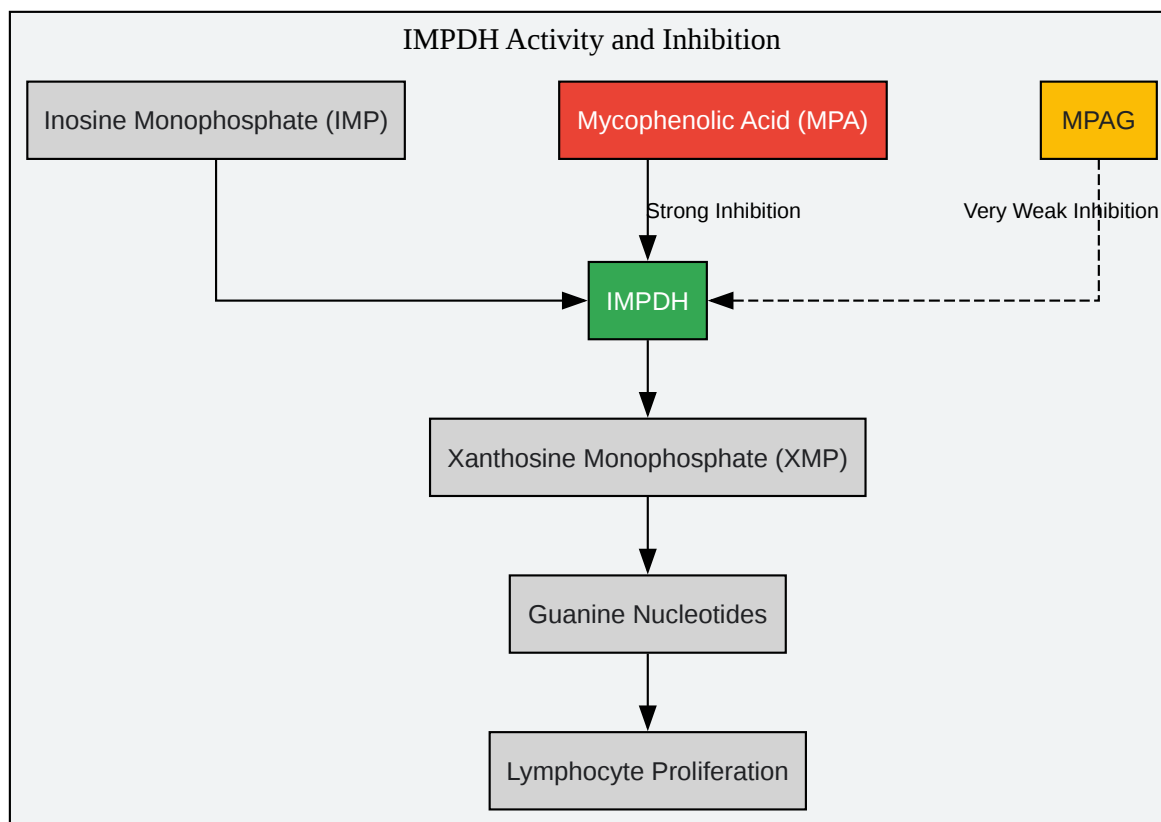 IMPDH Activity and Inhibition
Inosine Monophosphate (IMP)
Mycophenolic Acid (MPA)
MPAG
Strong Inhibition
Very Weak Inhibition
IMPDH
Xanthosine Monophosphate (XMP)
Guanine Nucleotides
Lymphocyte Proliferation